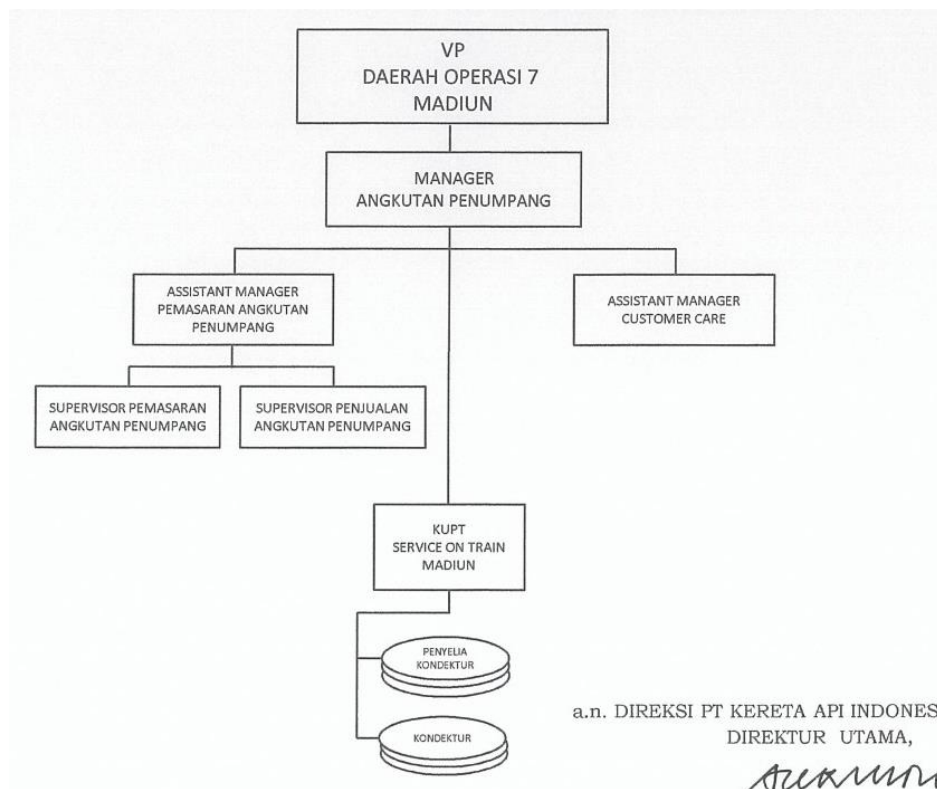 VP
DAERAH OPERASI 7
MADIUN
MANAGER
ANGKUTAN PENUMPANG
ASSISTANT MANAGER
PEMASARAN ANGKUTAN
PENUMPANG
ASSISTANT MANAGER
CUSTOMER CARE
SUPERVISOR PEMASARAN
ANGKUTAN PENUMPANG
SUPERVISOR PENJUALAN
ANGKUTAN PENUMPANG
KUPT
SERVICE ON TRAIN
MADIUN
PENYELIA
KONDEKTUR
KONDEKTUR
a.n. DIREKSI PT KERETA API INDONES
DIREKTUR UTAMA,